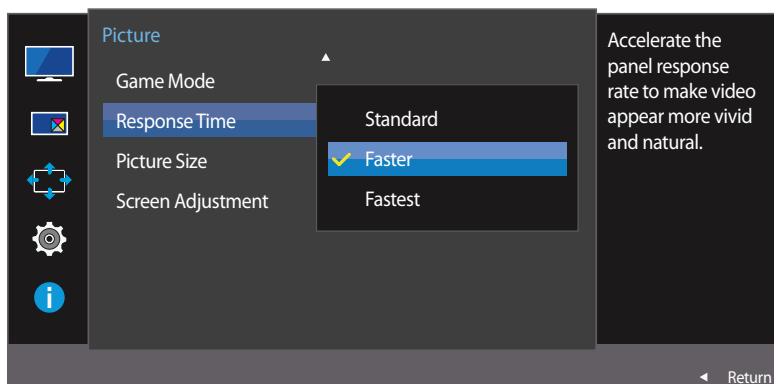 Picture
Game Mode
Response Time
Picture Size
Screen Adjustment
Standard
Faster
Fastest
Accelerate the
panel response
rate to make video
appear more vivid
and natural.
Return